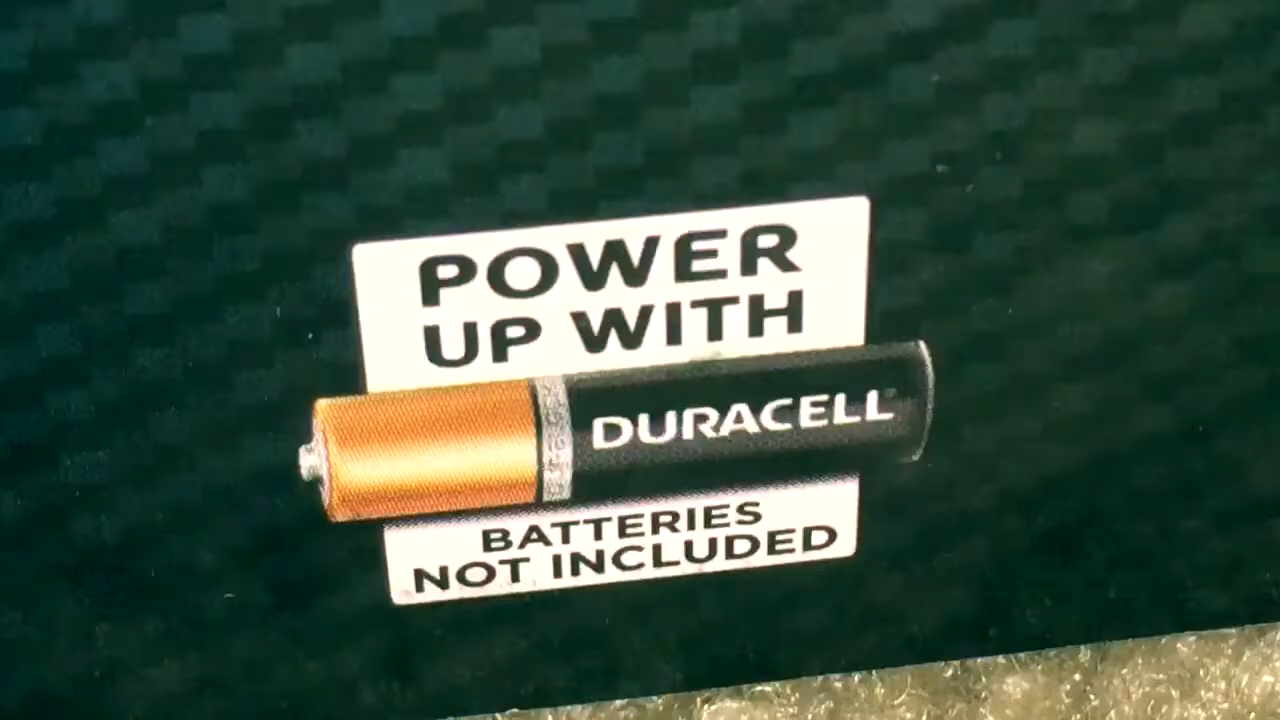 POWER
UP WITH
DURACELL
BATTERIES
NOT INCLUDED